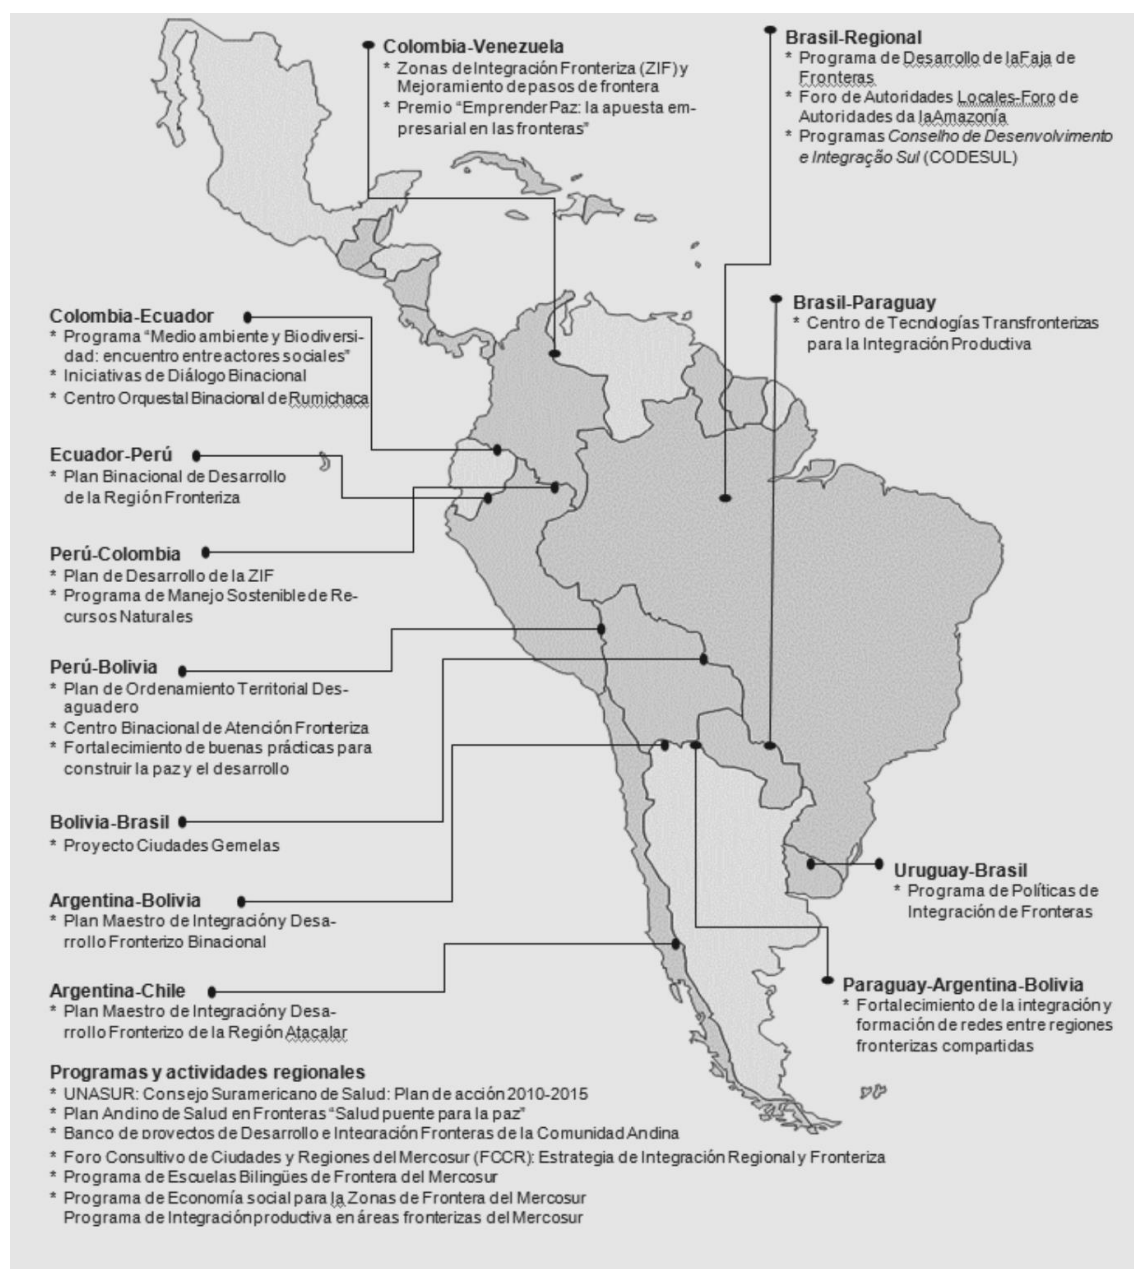 Colombia-Venezuela
* Zonas de Integración Fronteriza (ZIF) y
Mejoramiento de pasos de frontera
* Premio “Emprender Paz: la apuesta em-
presarial en las fronteras”
Brasil-Regional
* Programa de Desarrollo de laFaja de
Fronteras
* Foro de Autoridades Locales-Foro de
Autoridades da laAmazonía
* Programas Conselho de Desenvolvimento
e Integração Sul (CODESUL)
Colombia-Ecuador
* Programa “Medio ambiente y Biodiversi-
dad: encuentro entre actores sociales”
* Iniciativas de Diálogo Binacional
* Centro Orquestal Binacional de Rumichaca
Brasil-Paraguay
* Centro de Tecnologías Transfronterizas
para la Integración Productiva
Ecuador-Perú
* Plan Binacional de Desarrollo
de la Región Fronteriza
Perú-Colombia
* Plan de Desarrollo de la ZIF
* Programa de Manejo Sostenible de Re-
cursos Naturales
Perú-Bolivia
* Plan de Ordenamiento Territorial Des-
aguadero
* Centro Binacional de Atención Fronteriza
* Fortalecimiento de buenas prácticas para
construir la paz y el desarrollo
Bolivia-Brasil
* Proyecto Ciudades Gemelas
Argentina-Bolivia
* Plan Maestro de Integración y Desa-
rrollo Fronterizo Binacional
Uruguay-Brasil
* Programa de Políticas de
Integración de Fronteras
Argentina-Chile
* Plan Maestro de Integración y Desa-
rrollo Fronterizo de la Región Atacalar
Paraguay-Argentina-Bolivia
* Fortalecimiento de la integración y
formación de redes entre regiones
fronterizas compartidas
Programas y actividades regionales
* UNASUR: Consejo Suramericano de Salud: Plan de acción 2010-2015
* Plan Andino de Salud en Fronteras “Salud puente para la paz”
* Banco de proyectos de Desarrollo e Integración Fronteras de la Comunidad Andina
* Foro Consultivo de Ciudades y Regiones del Mercosur (FCCR): Estrategia de Integración Regional y Fronteriza
* Programa de Escuelas Bilingües de Frontera del Mercosur
* Programa de Economía social para la Zonas de Frontera del Mercosur
Programa de Integración productiva en áreas fronterizas del Mercosur